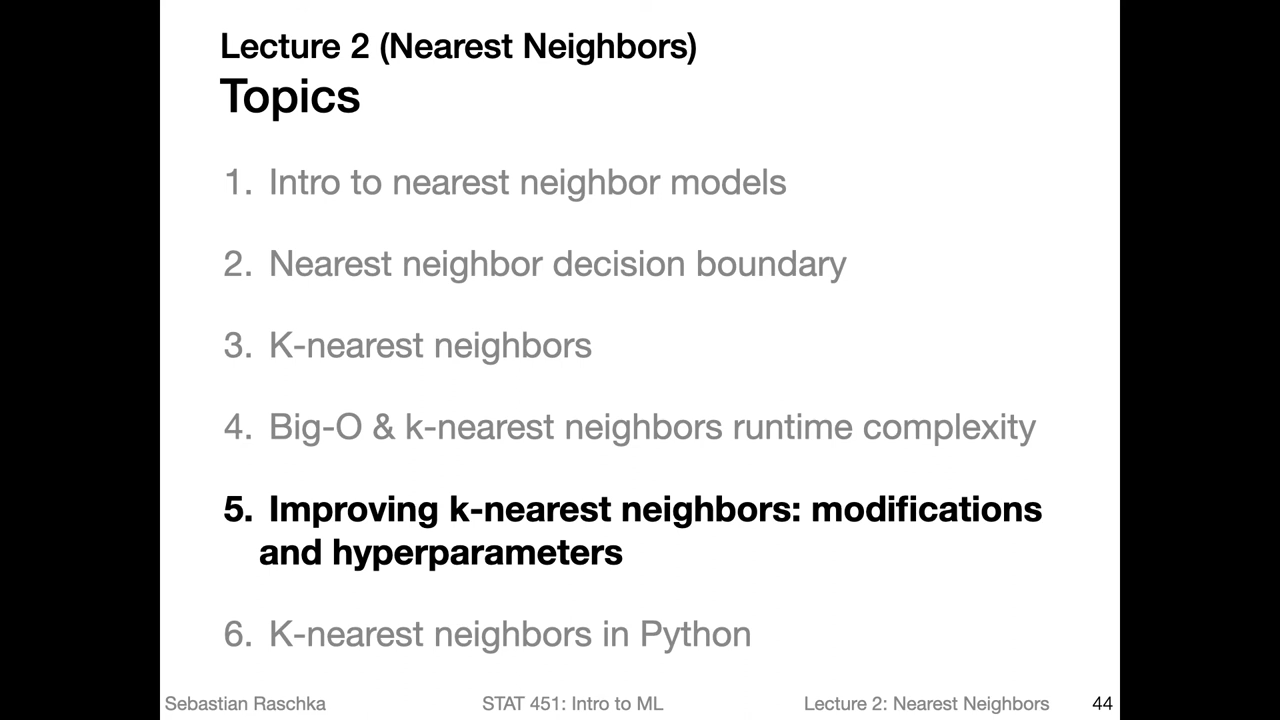 Lecture 2 (Nearest Neighbors)
Topics
1. Intro to nearest neighbor models
2. Nearest neighbor decision boundary
3. K-nearest neighbors
4. Big-O & k-nearest neighbors runtime complexity
5. Improving k-nearest neighbors: modifications
and hyperparameters
6. K-nearest neighbors in Python
Sebastian Raschka STAT 451: Intro to ML Lecture 2: Nearest Neighbors 44